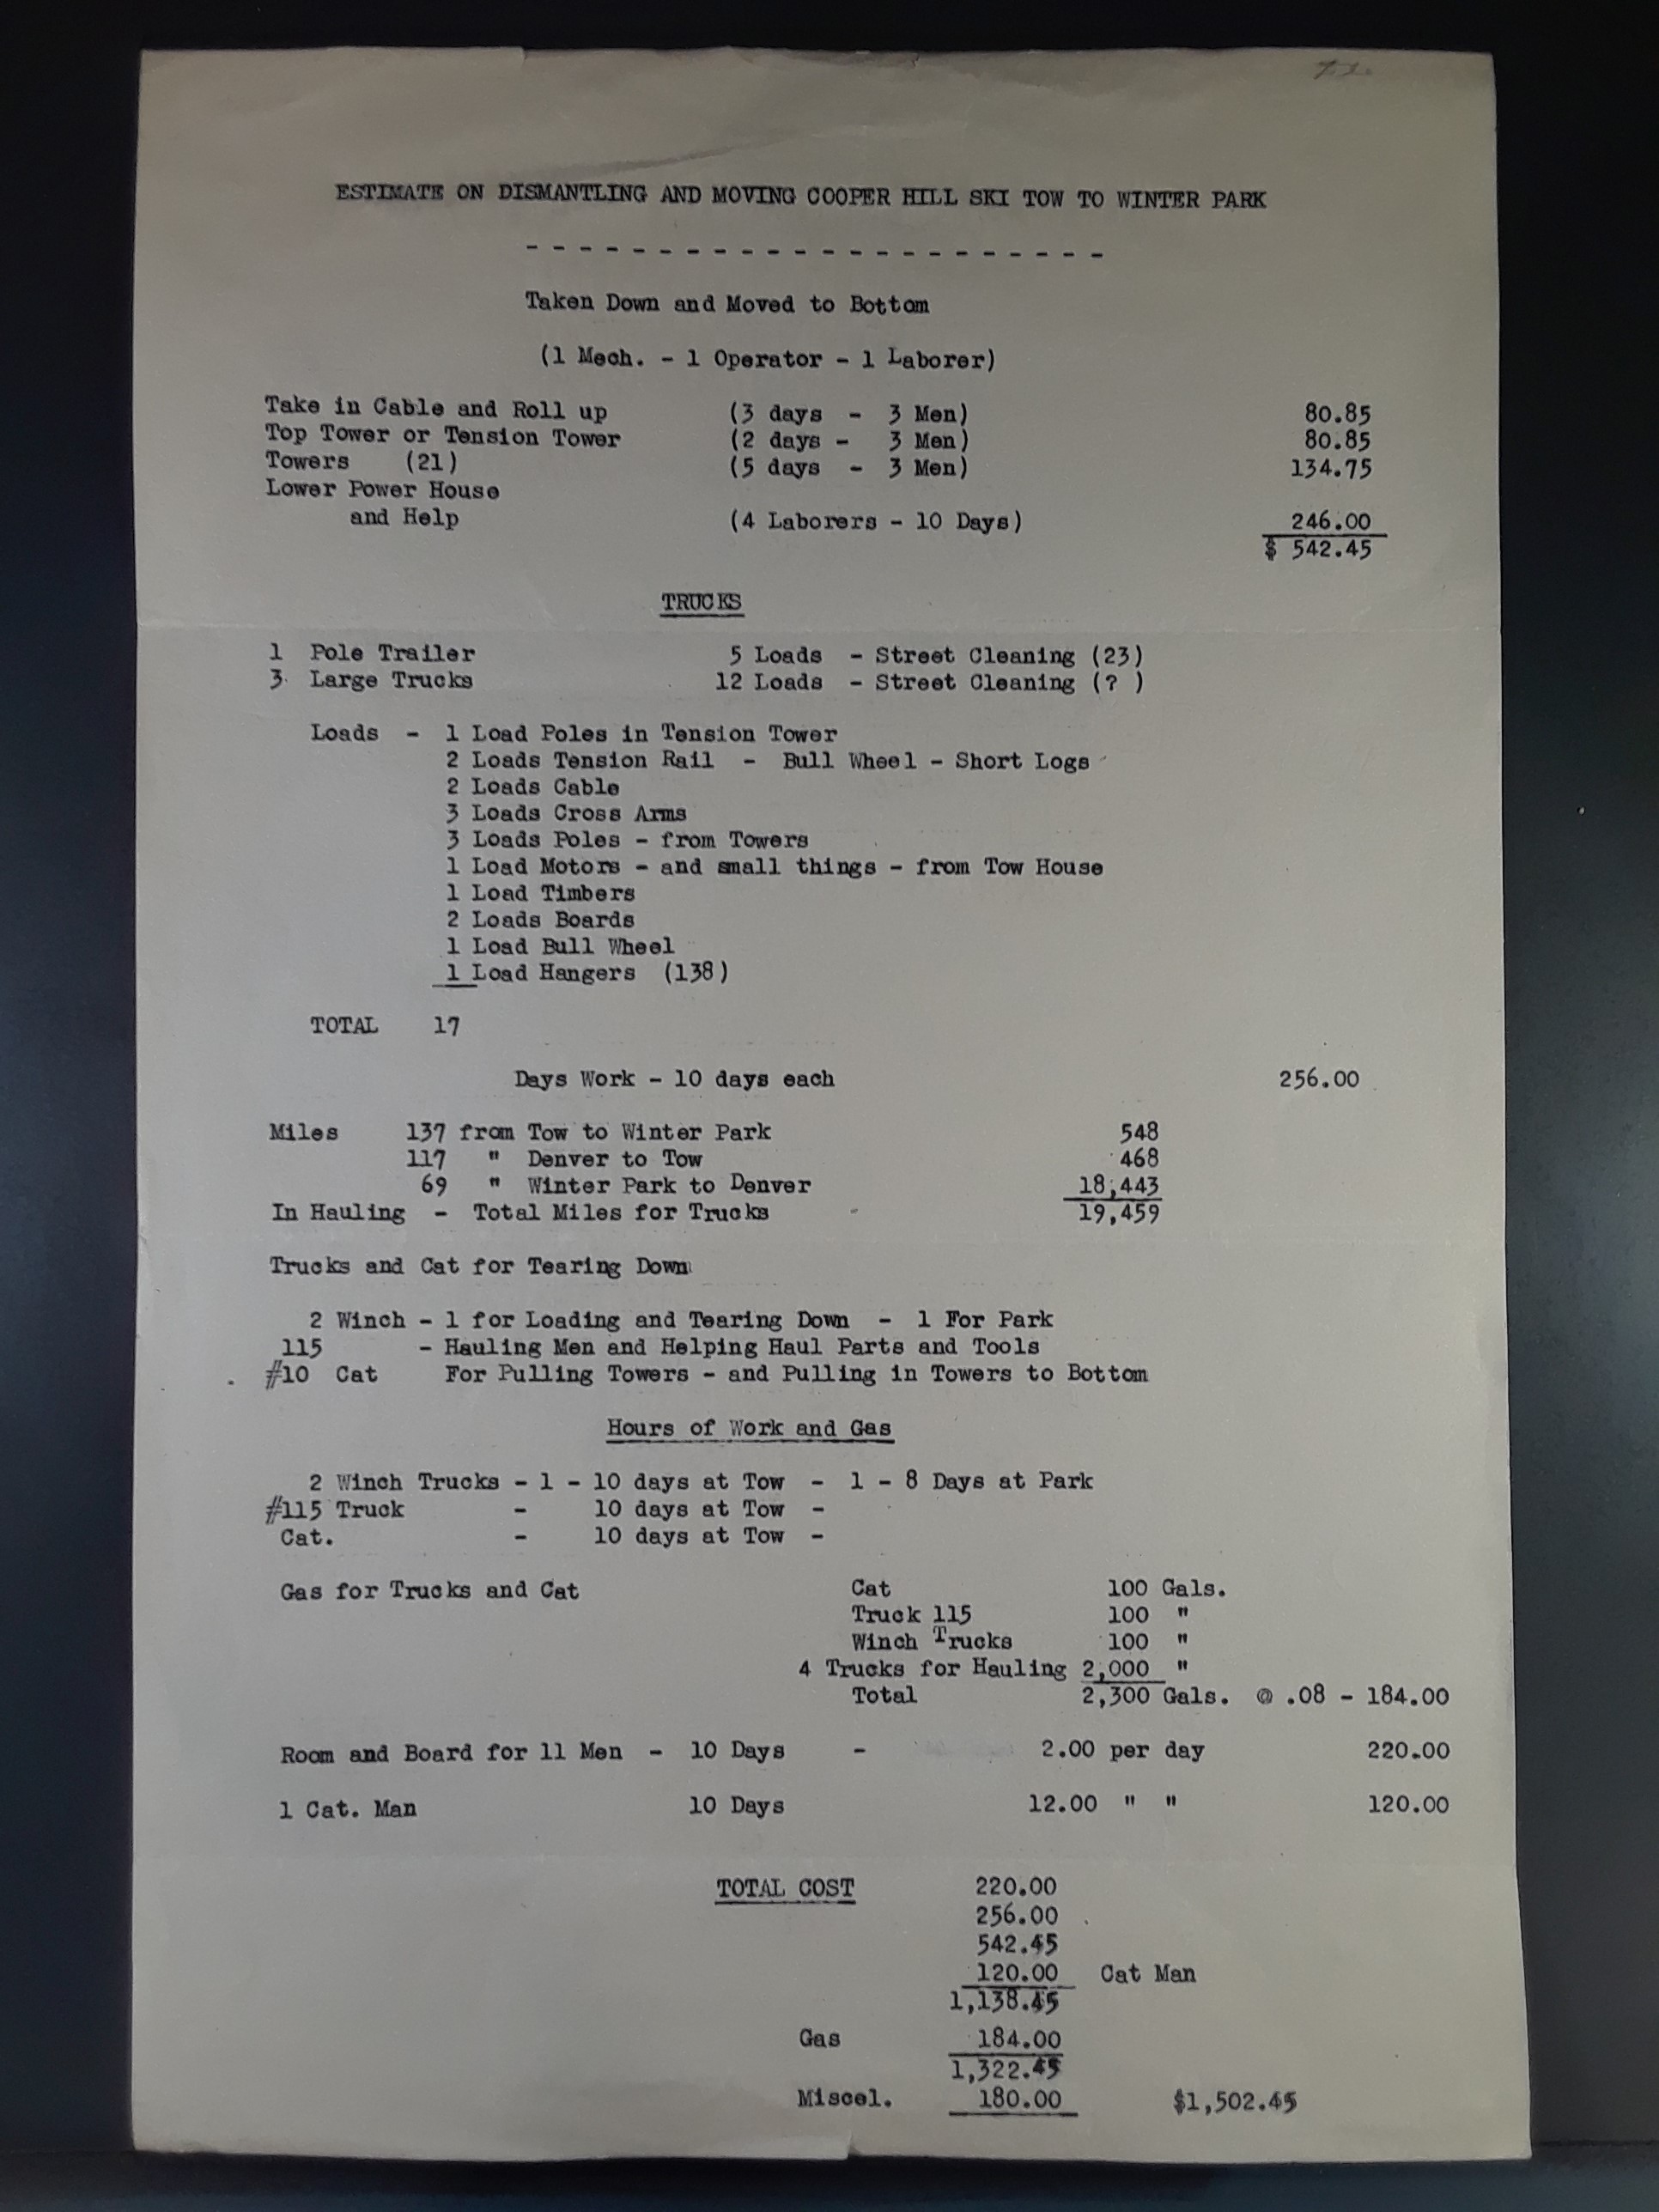 ESTIMATE ON DISMANTLING AND MOVING COOPER HILL SKI TOW TO WINTER PARK
- - - - - - - - - - - - - - - - - - - - - -
Taken Down and Moved to Bottom
(1 Mech. - 1 Operator - 1 Laborer)
Take in Cable and Roll up (3 days - 3 Men) 80.85
Top Tower or Tension Tower (2 days - 3 Men) 80.85
Towers (21) (5 days - 3 Men) 134.75
Lower Power House
and Help (4 Laborers - 10 Days) 246.00
$ 542.45
TRUCKS
1 Pole Trailer 5 Loads - Street Cleaning (23)
3 Large Trucks 12 Loads - Street Cleaning (? )
Loads - 1 Load Poles in Tension Tower
2 Loads Tension Rail - Bull Wheel - Short Logs
2 Loads Cable
3 Loads Cross Arms
3 Loads Poles - from Towers
1 Load Motors - and small things - from Tow House
1 Load Timbers
2 Loads Boards
1 Load Bull Wheel
1 Load Hangers (138)
TOTAL 17
Days Work - 10 days each 256.00
Miles 137 from Tow to Winter Park 548
117 " Denver to Tow 468
69 " Winter Park to Denver 18,443
In Hauling - Total Miles for Trucks 19,459
Trucks and Cat for Tearing Down
2 Winch - 1 for Loading and Tearing Down - 1 For Park
115 - Hauling Men and Helping Haul Parts and Tools
#10 Cat For Pulling Towers - and Pulling in Towers to Bottom
Hours of Work and Gas
2 Winch Trucks - 1 - 10 days at Tow - 1 - 8 Days at Park
#115 Truck - 10 days at Tow -
Cat. - 10 days at Tow -
Gas for Trucks and Cat Cat 100 Gals.
Truck 115 100 "
Winch Trucks 100 "
4 Trucks for Hauling 2,000 "
Total 2,300 Gals. @ .08 - 184.00
Room and Board for 11 Men - 10 Days - 2.00 per day 220.00
1 Cat. Man 10 Days 12.00 " " 120.00
TOTAL COST 220.00
256.00
542.45
120.00 Cat Man
1,138.45
Gas 184.00
1,322.45
Miscel. 180.00 $1,502.45